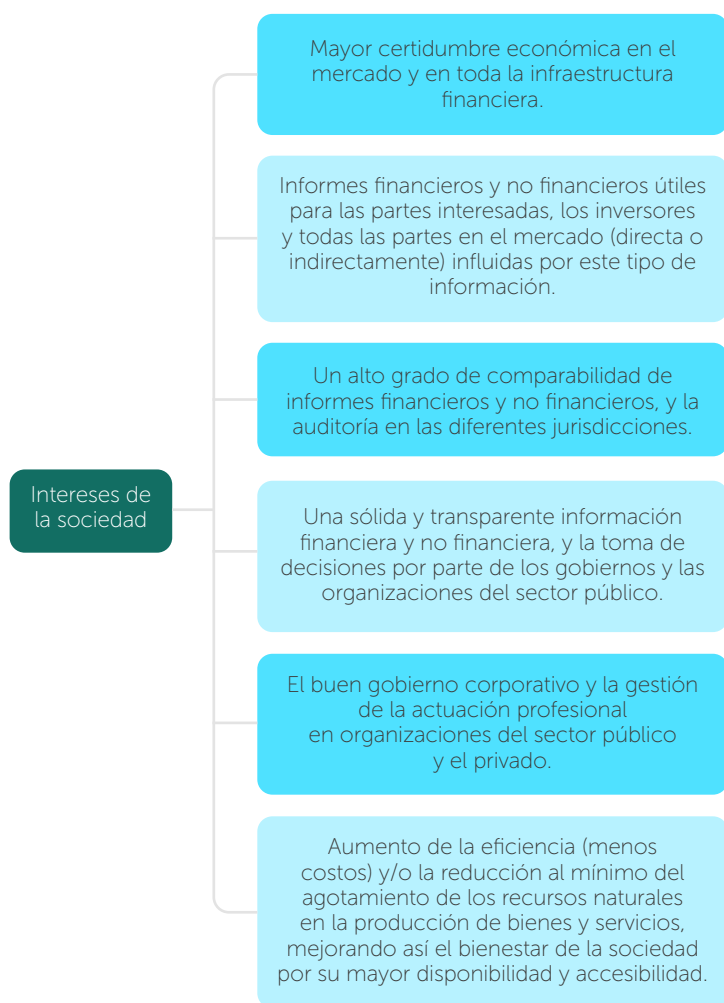 Mayor certidumbre económica en el
mercado y en toda la infraestructura
financiera.
Informes financieros y no financieros útiles
para las partes interesadas, los inversores
y todas las partes en el mercado (directa o
indirectamente) influidas por este tipo de
información.
Un alto grado de comparabilidad de
informes financieros y no financieros, y la
auditoría en las diferentes jurisdicciones.
Intereses de
la sociedad
Una sólida y transparente información
financiera y no financiera, y la toma de
decisiones por parte de los gobiernos y las
organizaciones del sector público.
El buen gobierno corporativo y la gestión
de la actuación profesional
en organizaciones del sector público
y el privado.
Aumento de la eficiencia (menos
costos) y/o la reducción al mínimo del
agotamiento de los recursos naturales
en la producción de bienes y servicios,
mejorando así el bienestar de la sociedad
por su mayor disponibilidad y accesibilidad.